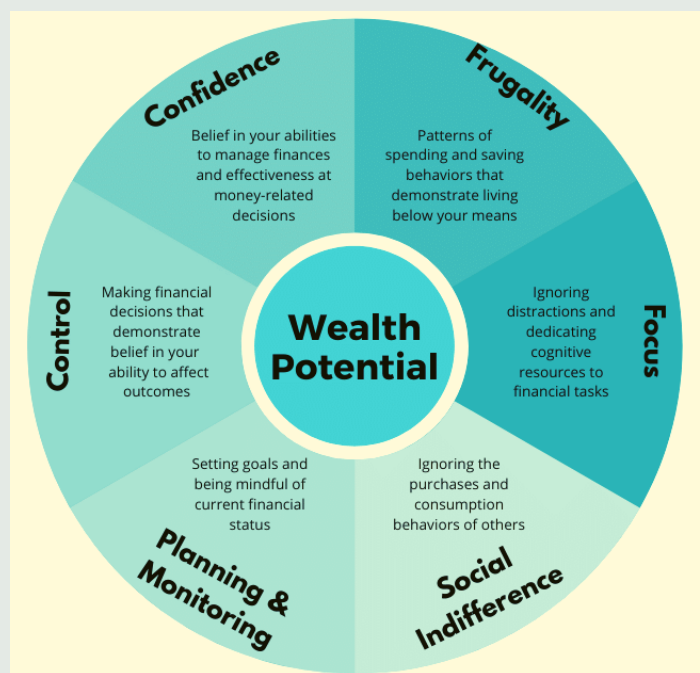 Wealth
Potential
Frugality
Patterns of
spending and saving
behaviors that
demonstrate living
below your means
Focus
Ignoring
distractions and
dedicating
cognitive
resources to
financial tasks
Ignoring the
purchases and
consumption
behaviors of others
Social
Indifference
Setting goals and
being mindful of
current financial
status
Planning &
Monitoring
Control
Making financial
decisions that
demonstrate
belief in your
ability to affect
outcomes
Confidence
Belief in your abilities
to manage finances
and effectiveness at
money-related
decisions